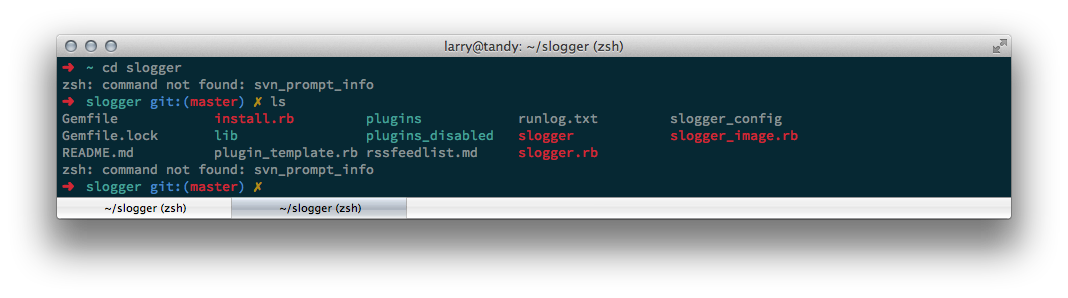 larry@tandy: ~/slogger (zsh)
➜ ~ cd slogger
zsh: command not found: svn_prompt_info
➜ slogger git:(master) ✗ ls
Gemfile install.rb plugins runlog.txt slogger_config
Gemfile.lock lib plugins_disabled slogger slogger_image.rb
README.md plugin_template.rb rssfeedlist.md slogger.rb
zsh: command not found: svn_prompt_info
➜ slogger git:(master) ✗
~/slogger (zsh) ~/slogger (zsh)